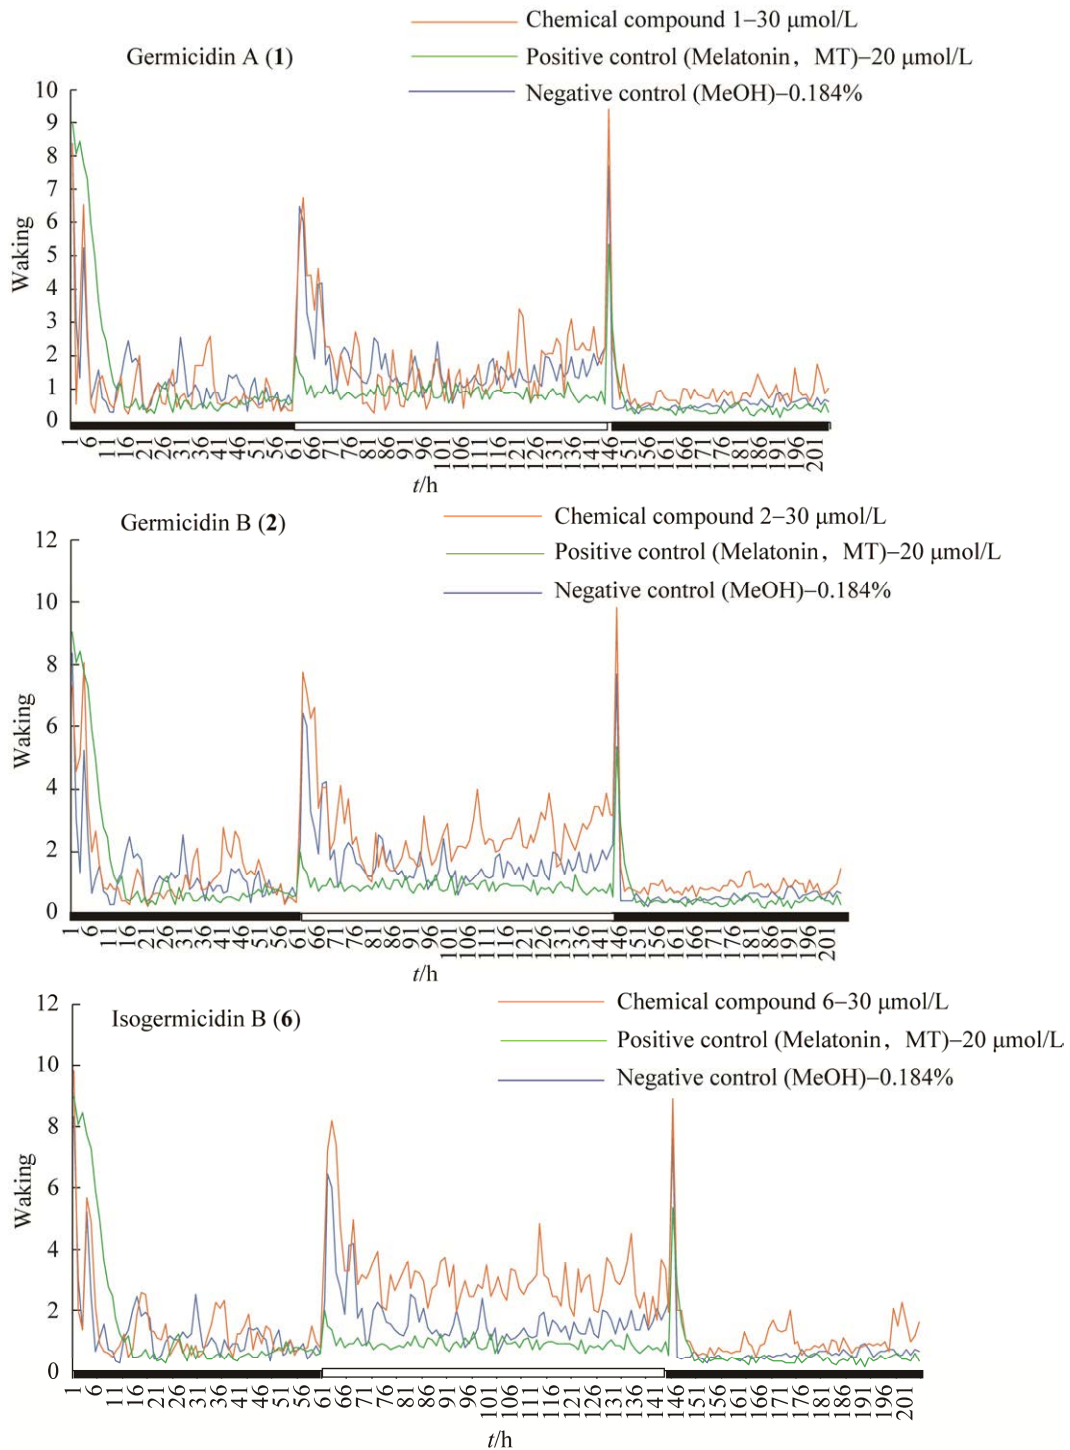 Chemical compound 1–30 μmol/L
Germicidin A (1)
Positive control (Melatonin, MT)–20 μmol/L
Negative control (MeOH)–0.184%
10
9
8
7
6
5
4
3
2
1
0
Waking
1 6 11 16 21 26 31 36 41 46 51 56 61 66 71 76 81 86 91 96 101 106 111 116 121 126 131 136 141 146 151 156 161 166 171 176 181 186 191 196 201
t/h
Germicidin B (2)
Chemical compound 2–30 μmol/L
Positive control (Melatonin, MT)–20 μmol/L
Negative control (MeOH)–0.184%
12
10
8
6
4
2
0
Waking
1 6 11 16 21 26 31 36 41 46 51 56 61 66 71 76 81 86 91 96 101 106 111 116 121 126 131 136 141 146 151 156 161 166 171 176 181 186 191 196 201
t/h
Chemical compound 6–30 μmol/L
Isogermicidin B (6)
Positive control (Melatonin, MT)–20 μmol/L
Negative control (MeOH)–0.184%
12
10
8
6
4
2
0
Waking
1 6 11 16 21 26 31 36 41 46 51 56 61 66 71 76 81 86 91 96 101 106 111 116 121 126 131 136 141 146 151 156 161 166 171 176 181 186 191 196 201
t/h